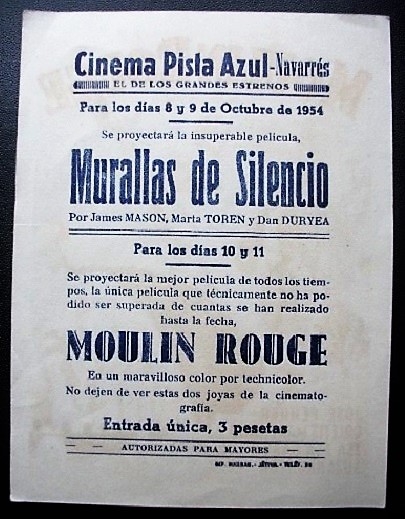 Cinema Pista Azul-Navarrés
EL DE LOS GRANDES ESTRENOS
Para los días 8 y 9 de Octubre de 1954
Se proyectará la insuperable película,
Murallas de Silencio
Por James MASON, Marta TOREN y Dan DURYEA
Para los días 10 y 11
Se proyectará la mejor película de todos los tiem-
pos, la única película que técnicamente no ha po-
dido ser superada de cuantas se han realizado
hasta la fecha,
MOULIN ROUGE
En un maravilloso color por technicolor.
No dejen de ver estas dos joyas de la cinemato-
grafía.
Entrada única, 3 pesetas
AUTORIZADAS PARA MAYORES
JÁTIVA.- TELÉF.